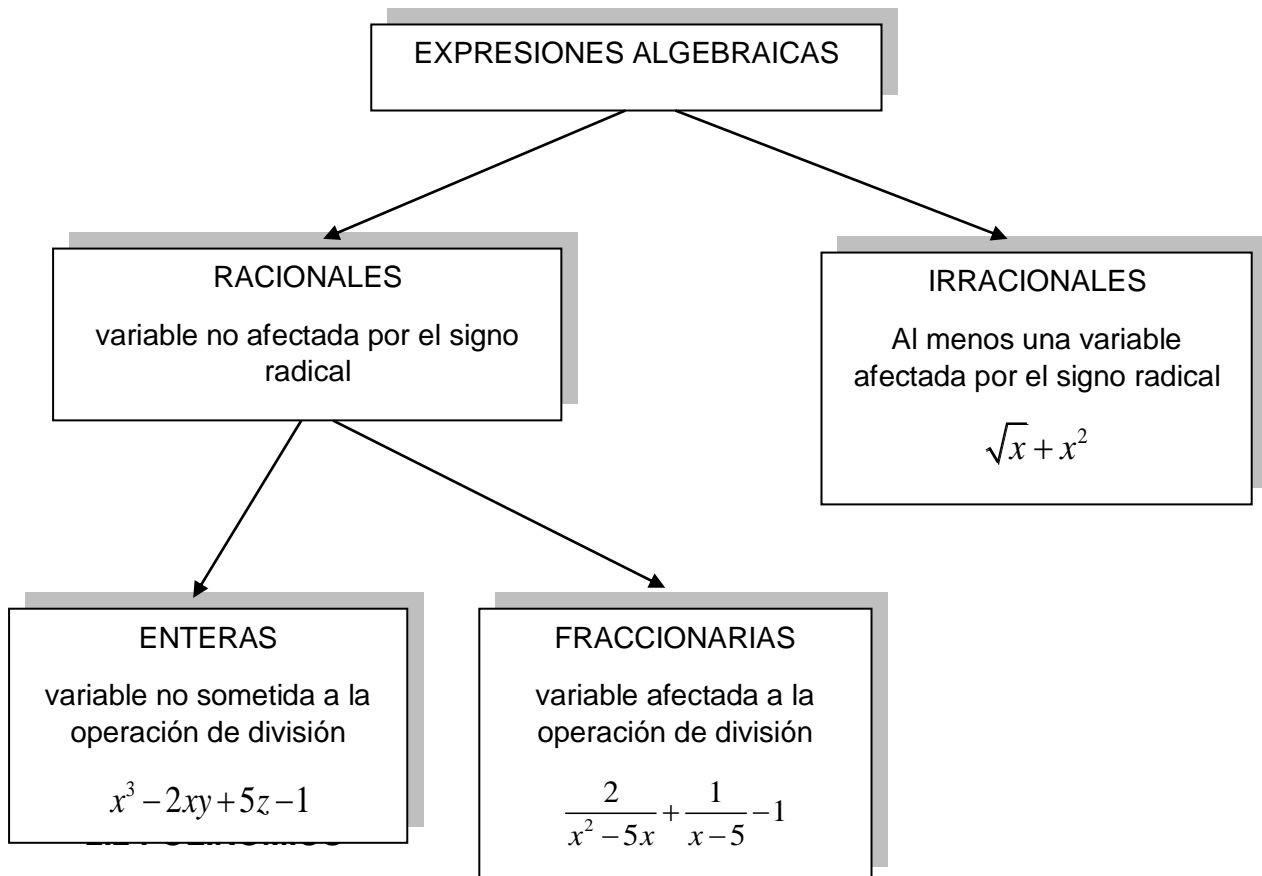 EXPRESIONES ALGEBRAICAS
RACIONALES
variable no afectada por el signo
radical
IRRACIONALES
Al menos una variable
afectada por el signo radical
√x + x²
ENTERAS
variable no sometida a la
operación de división
x³ − 2xy + 5z − 1
FRACCIONARIAS
variable afectada a la
operación de división
2/(x² − 5x) + 1/(x − 5) − 1